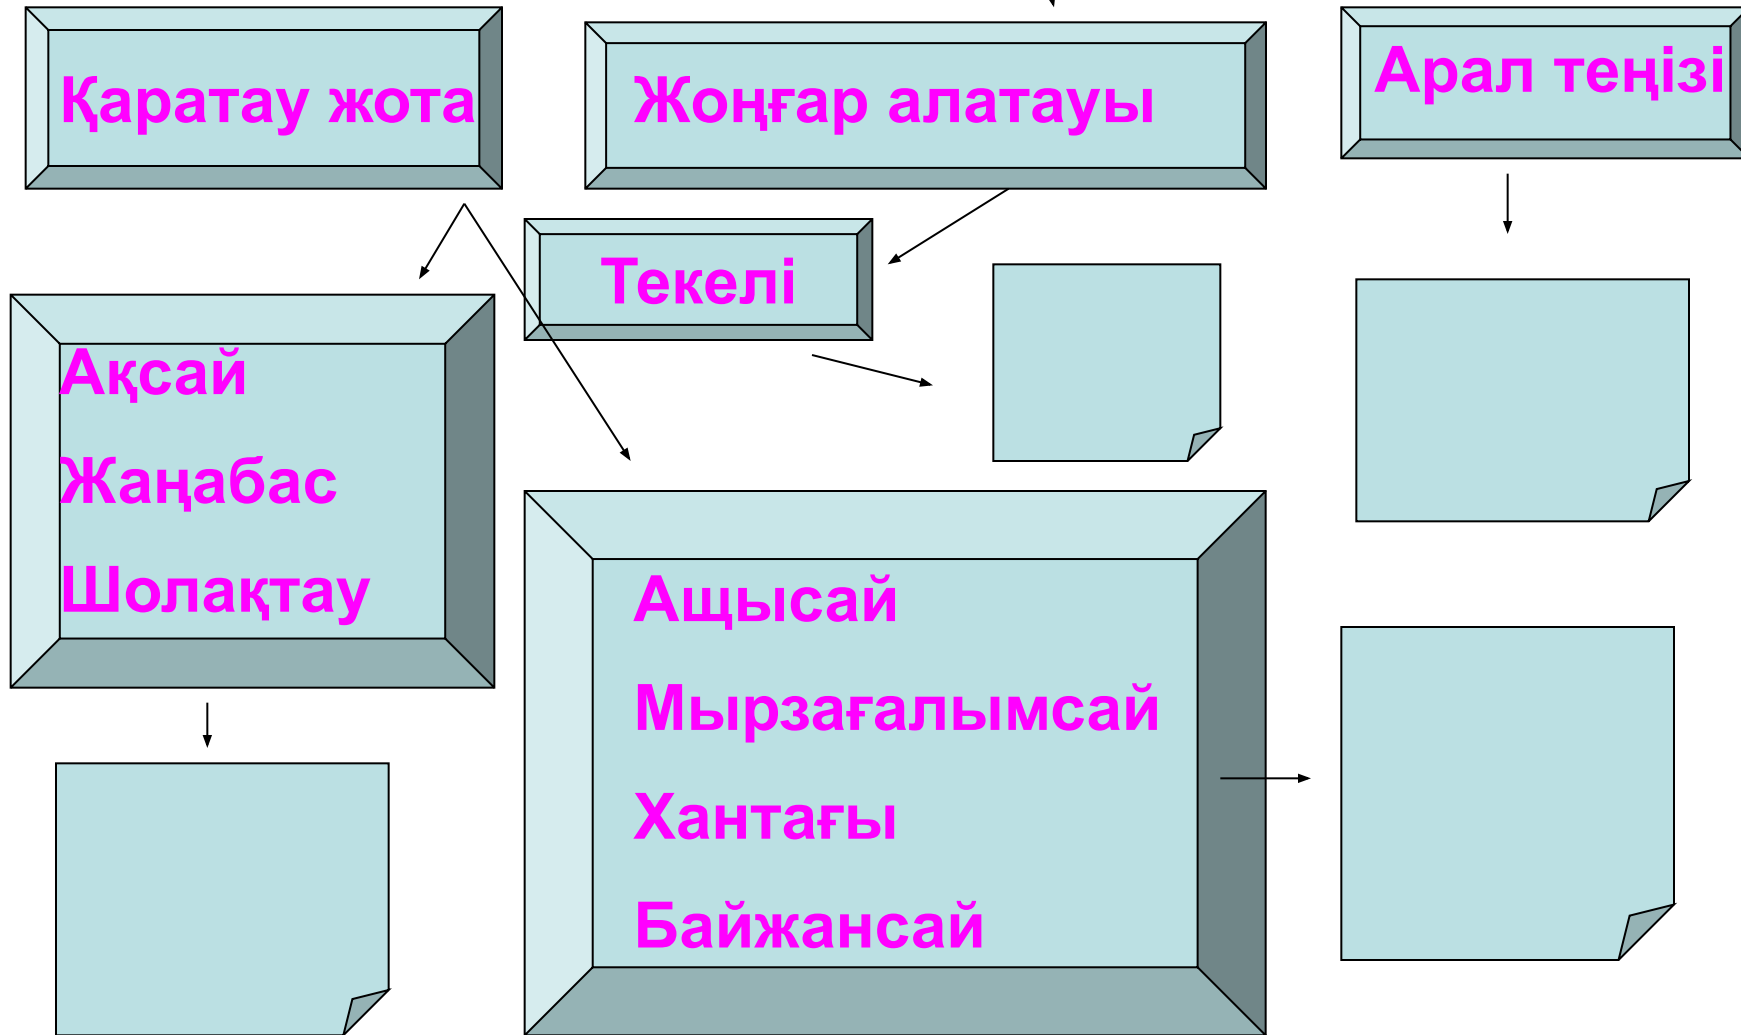 Қаратау жота
Жоңғар алатауы
Арал теңізі
Текелі
Ақсай
Жаңабас
Шолақтау
Ащысай
Мырзағалымсай
Хантағы
Байжансай